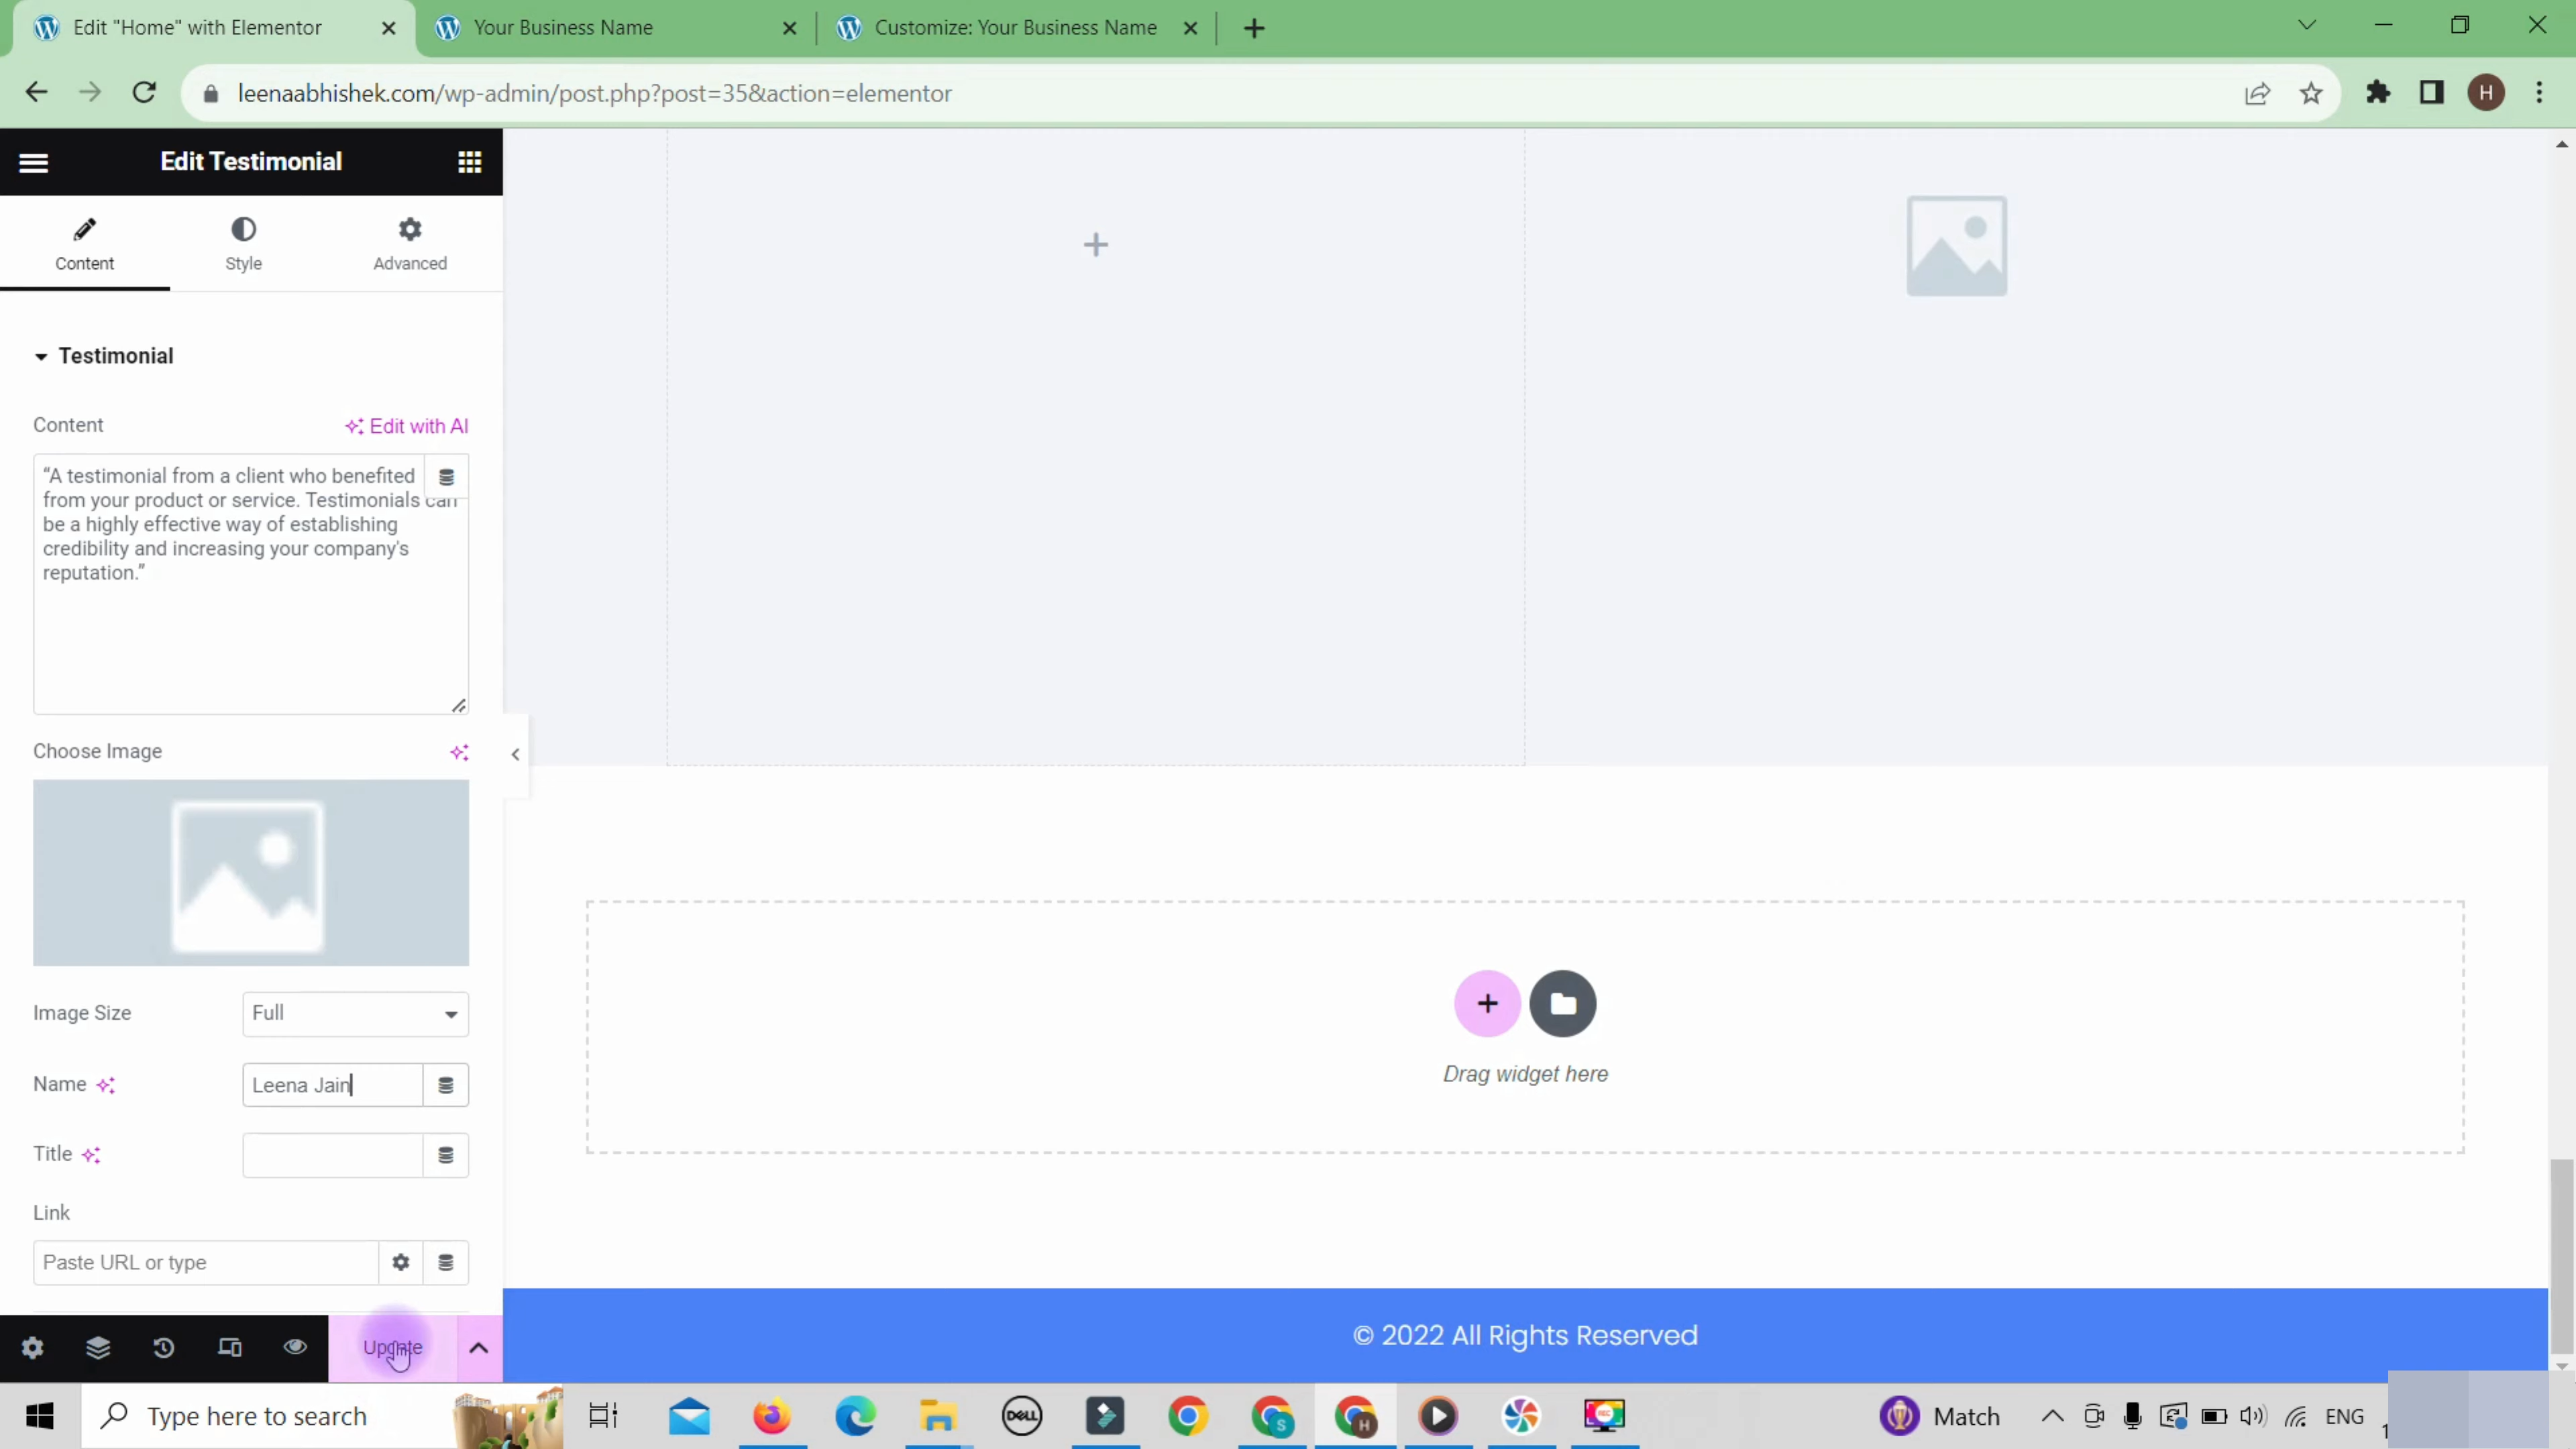 Edit "Home" with Elementor
Your Business Name
Customize: Your Business Name
leenaabhishek.com/wp-admin/post.php?post=35&action=elementor
H
Edit Testimonial
Content
Style
Advanced
Testimonial
Content
Edit with AI
“A testimonial from a client who benefited
from your product or service. Testimonials can
be a highly effective way of establishing
credibility and increasing your company's
reputation.”
Choose Image
Image Size
Full
Name
Leena Jain
Title
Link
Paste URL or type
Update
Drag widget here
© 2022 All Rights Reserved
Type here to search
DELL
S
H
REC
Match
ENG